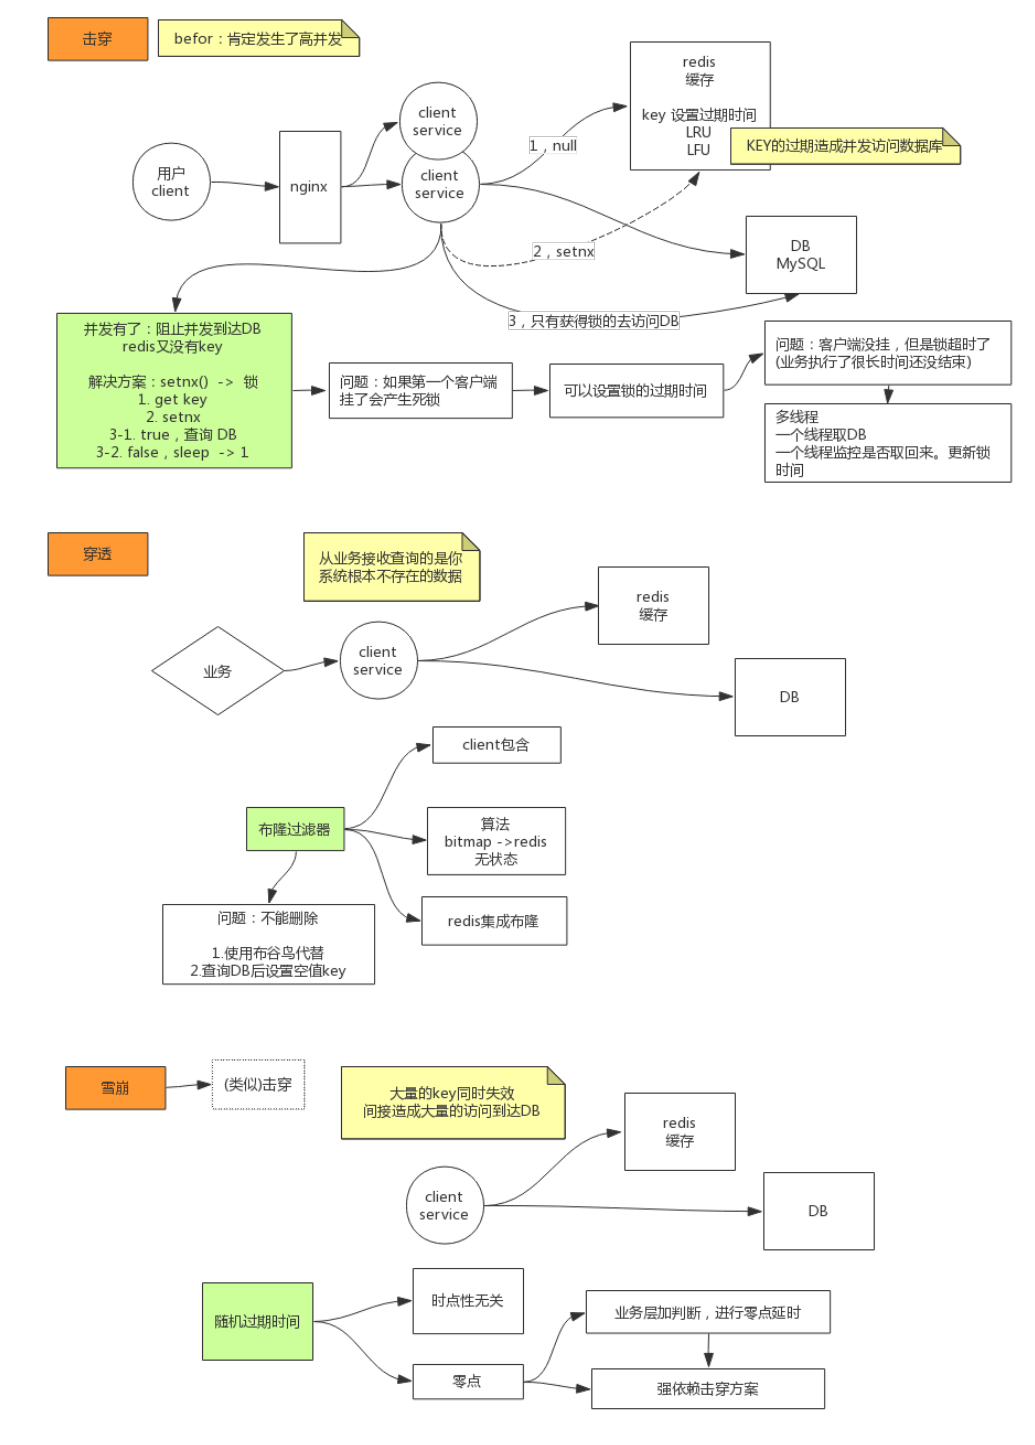 击穿
befor：肯定发生了高并发
redis
缓存
key 设置过期时间
LRU
LFU
KEY的过期造成并发访问数据库
client
service
1，null
用户
client
nginx
client
service
2，setnx
DB
MySQL
3，只有获得锁的去访问DB
并发有了：阻止并发到达DB
redis又没有key
解决方案：setnx() -> 锁
1. get key
2. setnx
3-1. true，查询 DB
3-2. false，sleep -> 1
问题：如果第一个客户端
挂了会产生死锁
可以设置锁的过期时间
问题：客户端没挂，但是锁超时了
(业务执行了很长时间还没结束)
多线程
一个线程取DB
一个线程监控是否取回来。更新锁
时间
穿透
从业务接收查询的是你
系统根本不存在的数据
redis
缓存
业务
client
service
DB
client包含
布隆过滤器
算法
bitmap ->redis
无状态
redis集成布隆
问题：不能删除
1.使用布谷鸟代替
2.查询DB后设置空值key
雪崩
(类似)击穿
大量的key同时失效
间接造成大量的访问到达DB
redis
缓存
client
service
DB
随机过期时间
时点性无关
零点
业务层加判断，进行零点延时
强依赖击穿方案